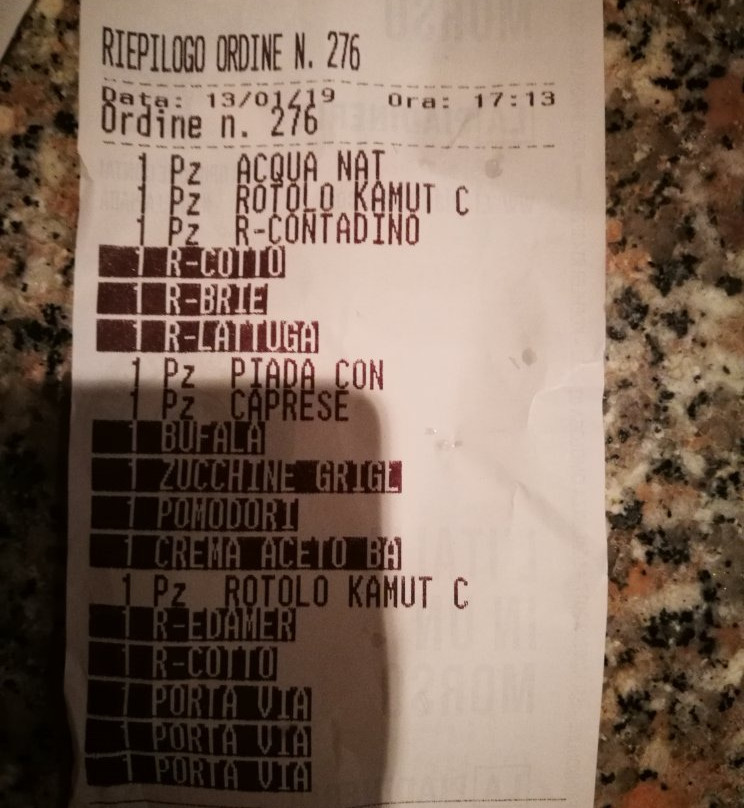 RIEPILOGO ORDINE N. 276
Data: 13/01/19 Ora: 17:13
Ordine n. 276
1 Pz ACQUA NAT
1 Pz ROTOLO KAMUT C
1 Pz R-CONTADINO
1 R-COTTO
1 R-BRIE
1 R-LATTUGA
1 Pz PIADA CON
1 Pz CAPRESE
1 BUFALA
1 ZUCCHINE GRIGL
1 POMODORI
1 CREMA ACETO BA
1 Pz ROTOLO KAMUT C
1 R-EDAMER
1 R-COTTO
1 PORTA VIA
1 PORTA VIA
1 PORTA VIA